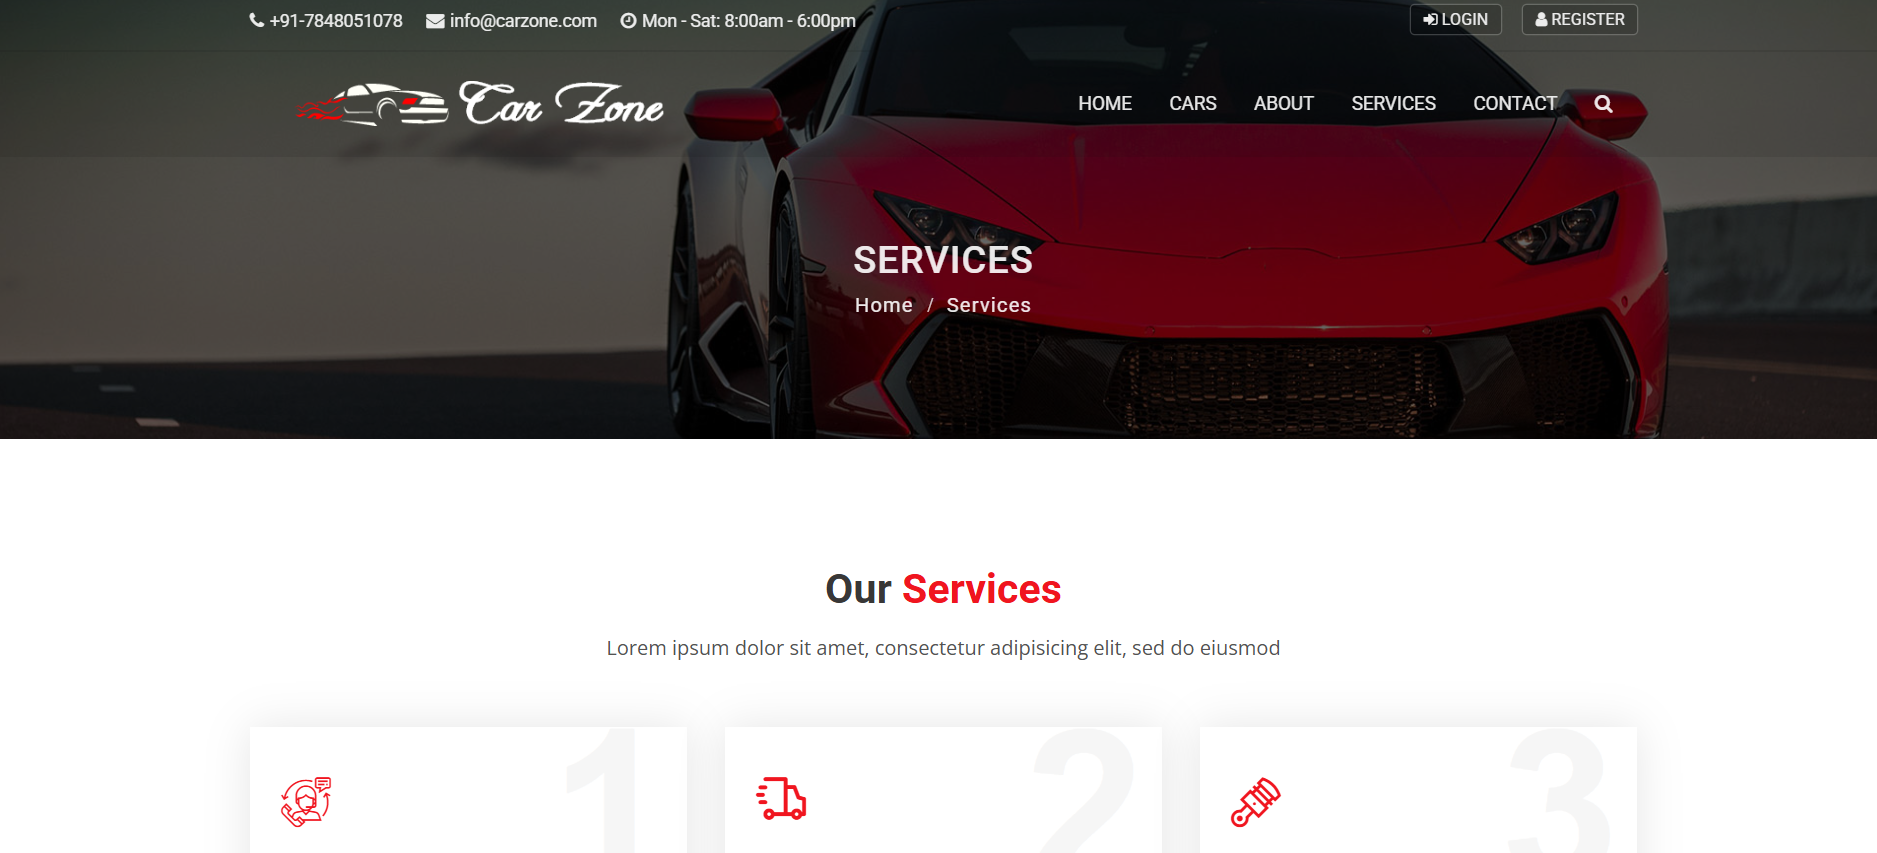 +91-7848051078 info@carzone.com Mon - Sat: 8:00am - 6:00pm LOGIN REGISTER
Car Zone HOME CARS ABOUT SERVICES CONTACT
SERVICES
Home / Services
Our Services
Lorem ipsum dolor sit amet, consectetur adipisicing elit, sed do eiusmod
1 2 3